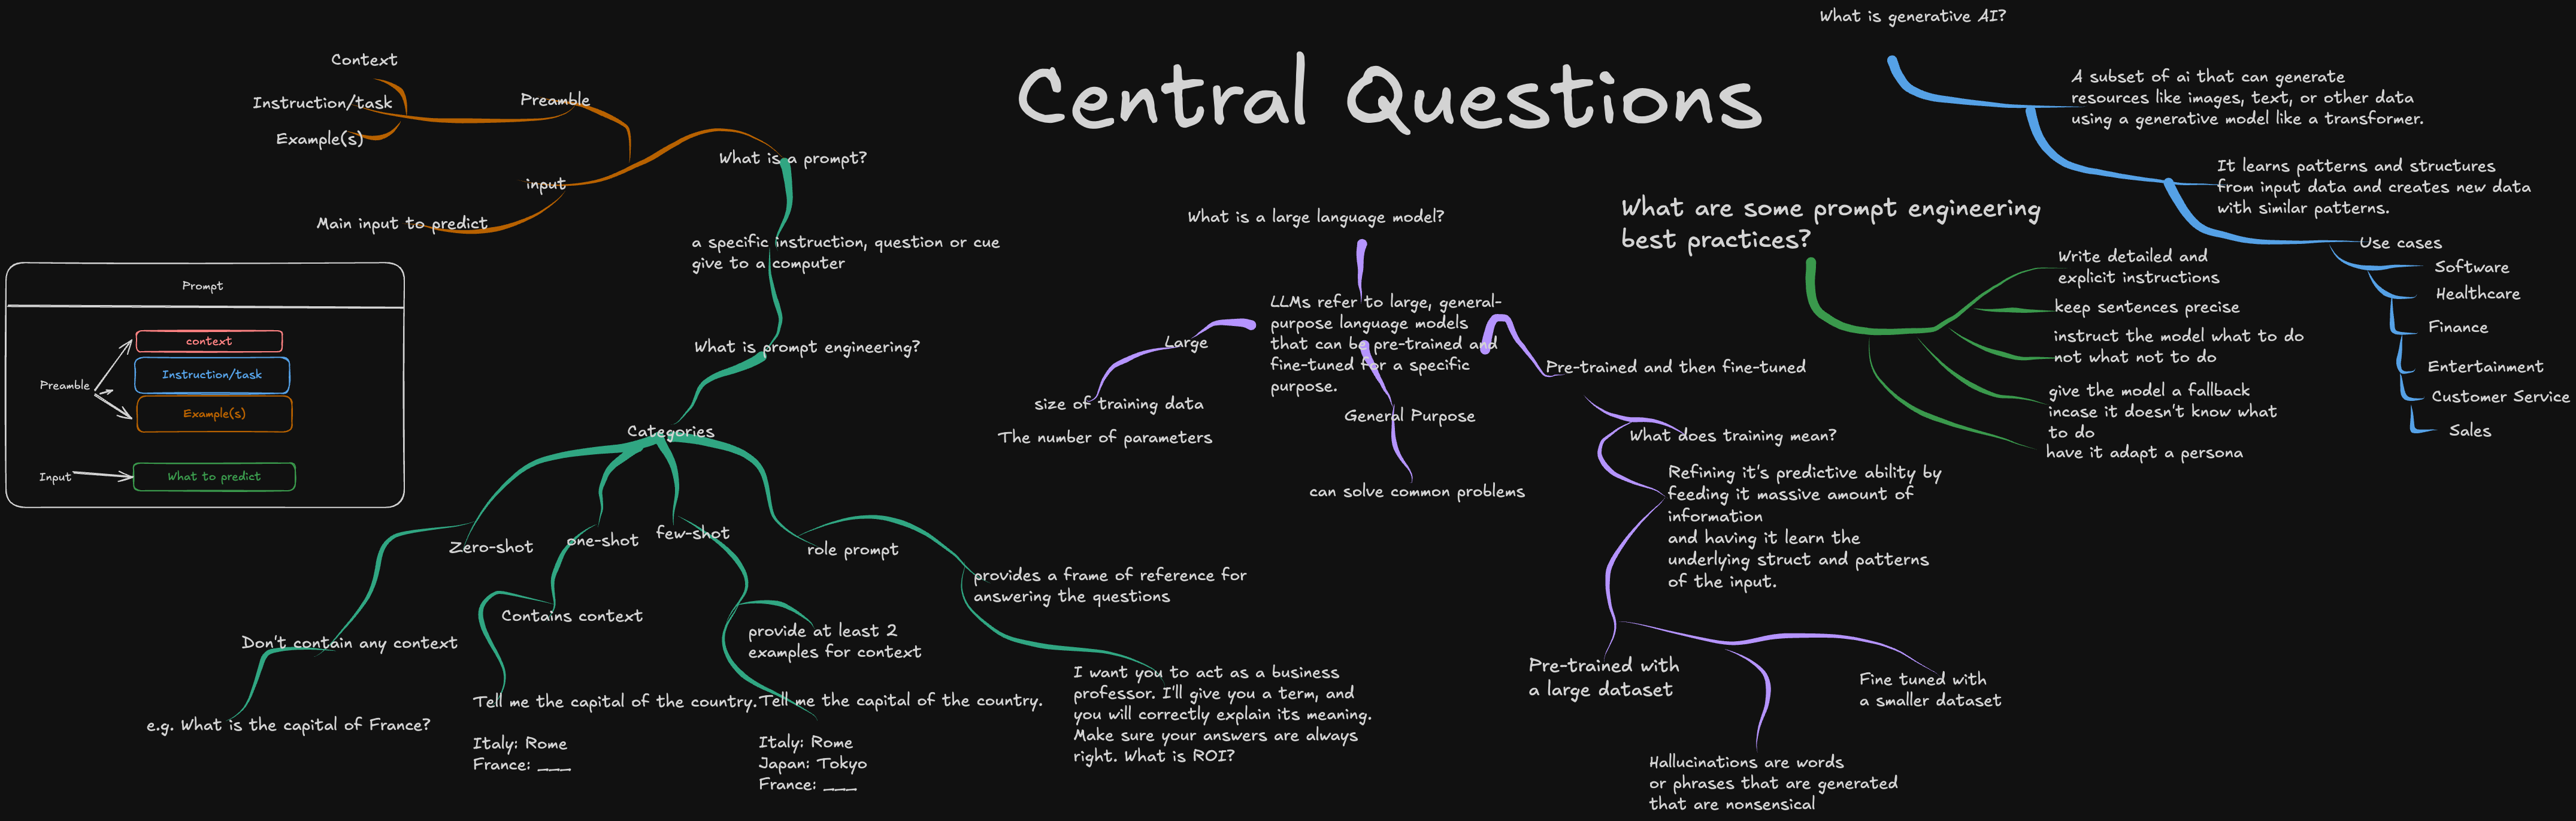 Central Questions
What is a prompt?
Preamble
Context
Instruction/task
Example(s)
input
Main input to predict
Prompt
Preamble
context
Instruction/task
Example(s)
Input
What to predict
a specific instruction, question or cue
give to a computer
What is prompt engineering?
Categories
Zero-shot
one-shot
few-shot
role prompt
Don't contain any context
e.g. What is the capital of France?
Contains context
Tell me the capital of the country.
Italy: Rome
France: ___
provide at least 2
examples for context
Tell me the capital of the country.
Italy: Rome
Japan: Tokyo
France: ___
provides a frame of reference for
answering the questions
I want you to act as a business
professor. I'll give you a term, and
you will correctly explain its meaning.
Make sure your answers are always
right. What is ROI?
What is a large language model?
LLMs refer to large, general-
purpose language models
that can be pre-trained and
fine-tuned for a specific
purpose.
Large
size of training data
The number of parameters
General Purpose
can solve common problems
Pre-trained and then fine-tuned
What does training mean?
Refining it's predictive ability by
feeding it massive amount of
information
and having it learn the
underlying struct and patterns
of the input.
Pre-trained with
a large dataset
Hallucinations are words
or phrases that are generated
that are nonsensical
Fine tuned with
a smaller dataset
What are some prompt engineering
best practices?
Write detailed and
explicit instructions
keep sentences precise
instruct the model what to do
not what not to do
give the model a fallback
incase it doesn't know what
to do
have it adapt a persona
What is generative AI?
A subset of ai that can generate
resources like images, text, or other data
using a generative model like a transformer.
It learns patterns and structures
from input data and creates new data
with similar patterns.
Use cases
Software
Healthcare
Finance
Entertainment
Customer Service
Sales